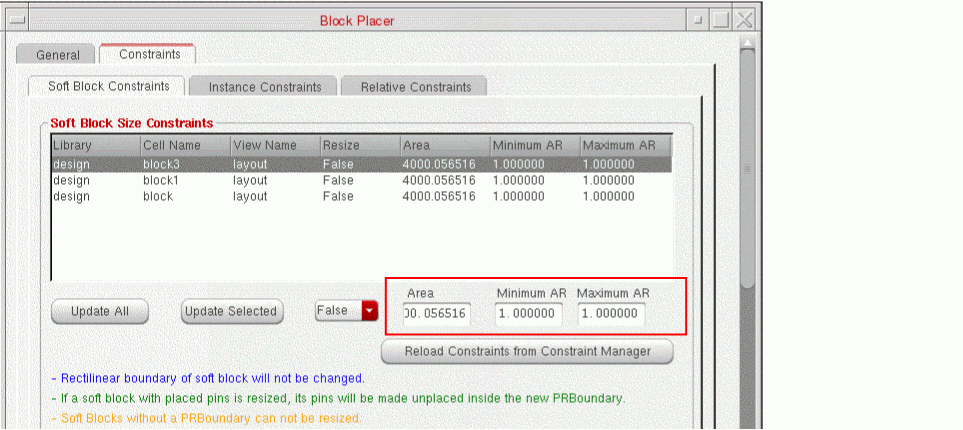 Block Placer
General Constraints
Soft Block Constraints Instance Constraints Relative Constraints
Soft Block Size Constraints
Library Cell Name View Name Resize Area Minimum AR Maximum AR
design block3 layout False 4000.056516 1.000000 1.000000
design block1 layout False 4000.056516 1.000000 1.000000
design block layout False 4000.056516 1.000000 1.000000
Area Minimum AR Maximum AR
Update All Update Selected False 00.056516 1.000000 1.000000
Reload Constraints from Constraint Manager
- Rectilinear boundary of soft block will not be changed.
- If a soft block with placed pins is resized, its pins will be made unplaced inside the new PRBoundary.
- Soft Blocks without a PRBoundary can not be resized.